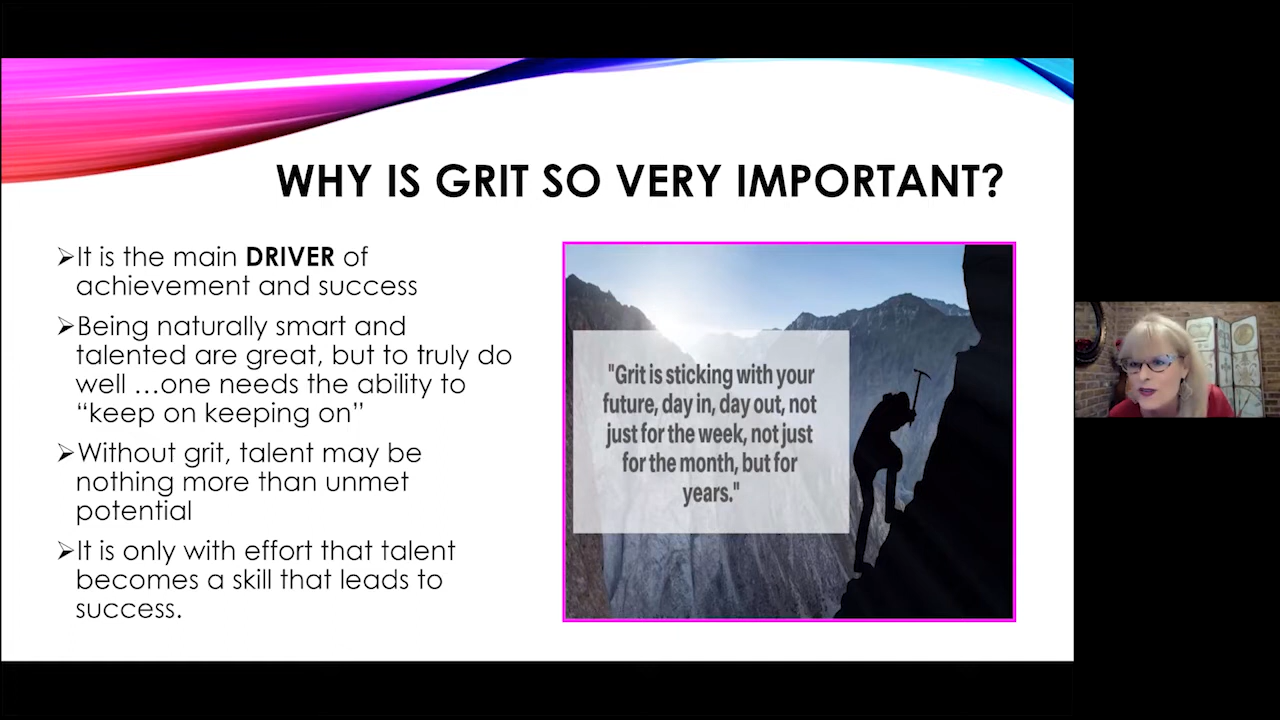 WHY IS GRIT SO VERY IMPORTANT?
➢It is the main DRIVER of
achievement and success
➢Being naturally smart and
talented are great, but to truly do
well ...one needs the ability to
“keep on keeping on”
➢Without grit, talent may be
nothing more than unmet
potential
➢It is only with effort that talent
becomes a skill that leads to
success.
"Grit is sticking with your
future, day in, day out, not
just for the week, not just
for the month, but for
years."